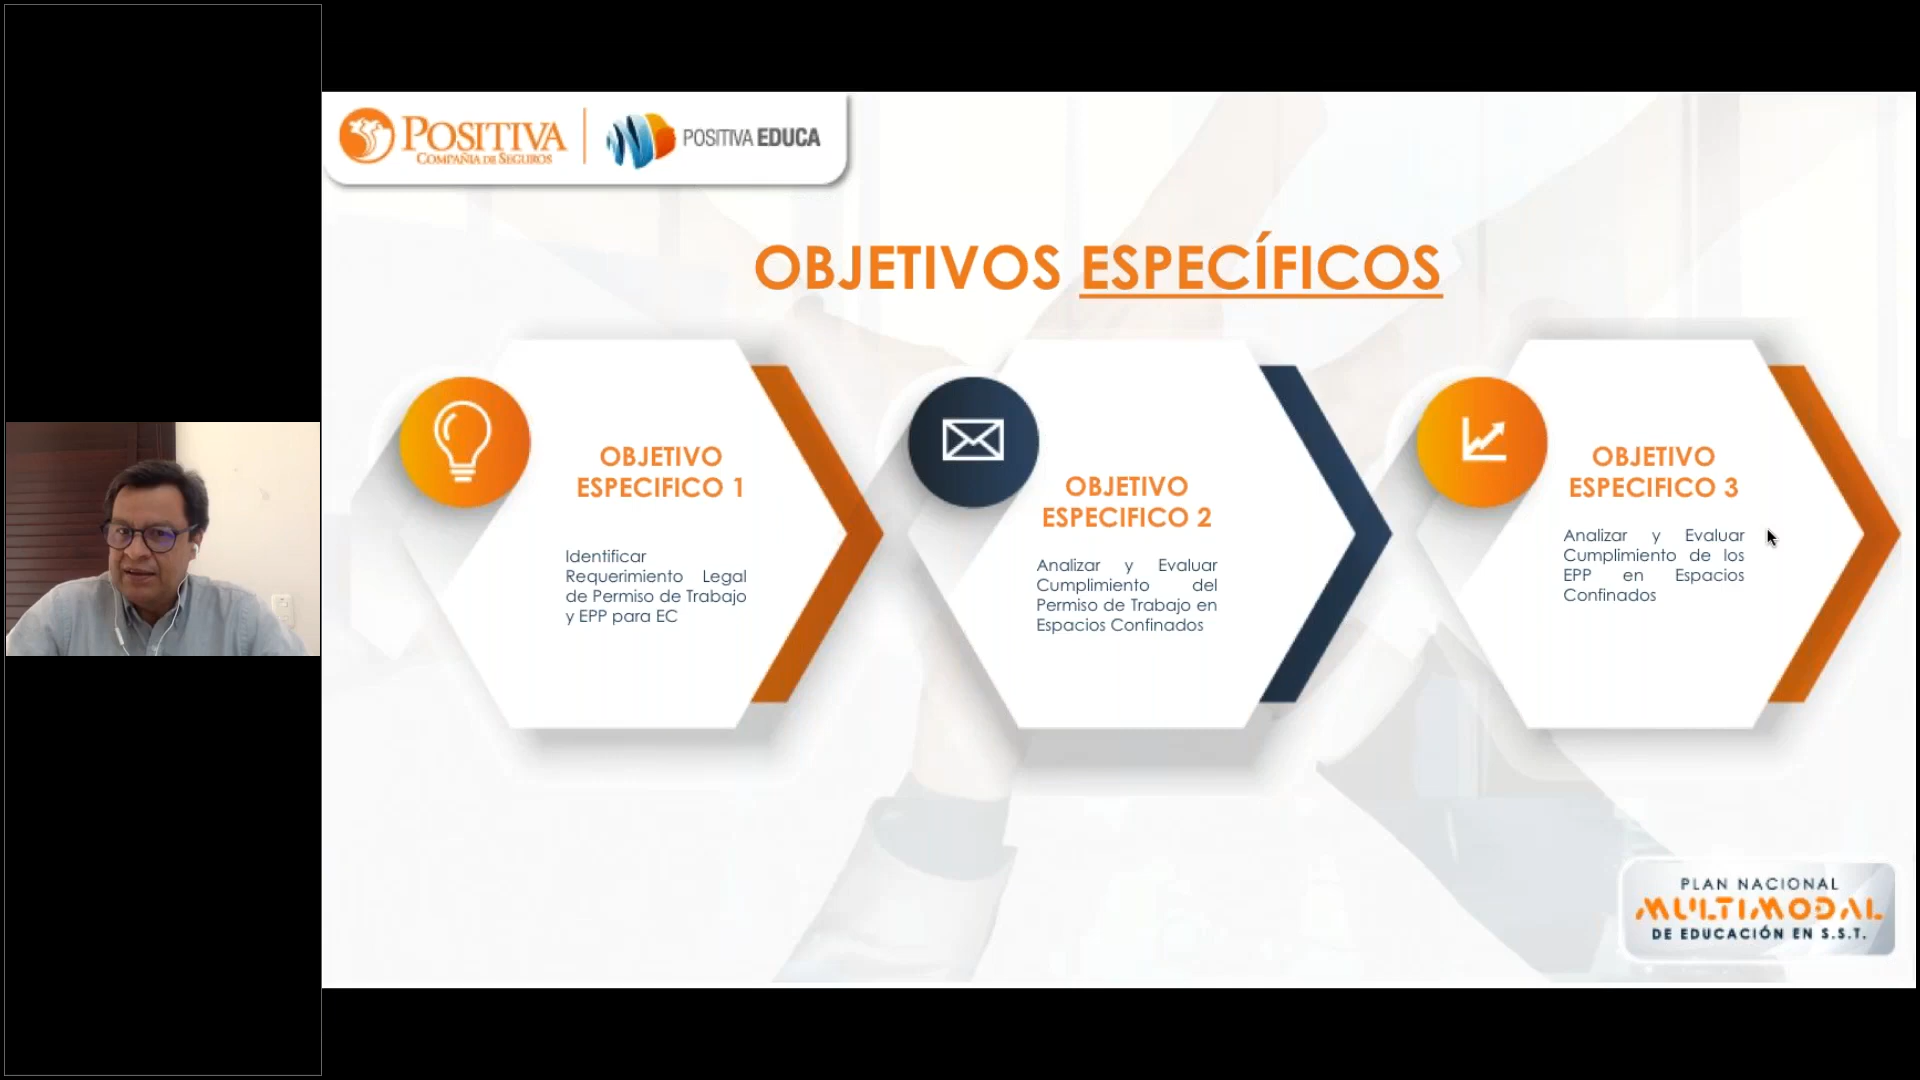 POSITIVA
COMPAÑIA DE SEGUROS
POSITIVA EDUCA
OBJETIVOS ESPECÍFICOS
OBJETIVO
ESPECIFICO 1
Identificar
Requerimiento Legal
de Permiso de Trabajo
y EPP para EC
OBJETIVO
ESPECIFICO 2
Analizar y Evaluar
Cumplimiento del
Permiso de Trabajo en
Espacios Confinados
OBJETIVO
ESPECIFICO 3
Analizar y Evaluar
Cumplimiento de los
EPP en Espacios
Confinados
PLAN NACIONAL
MULTIMODAL
DE EDUCACIÓN EN S.S.T.